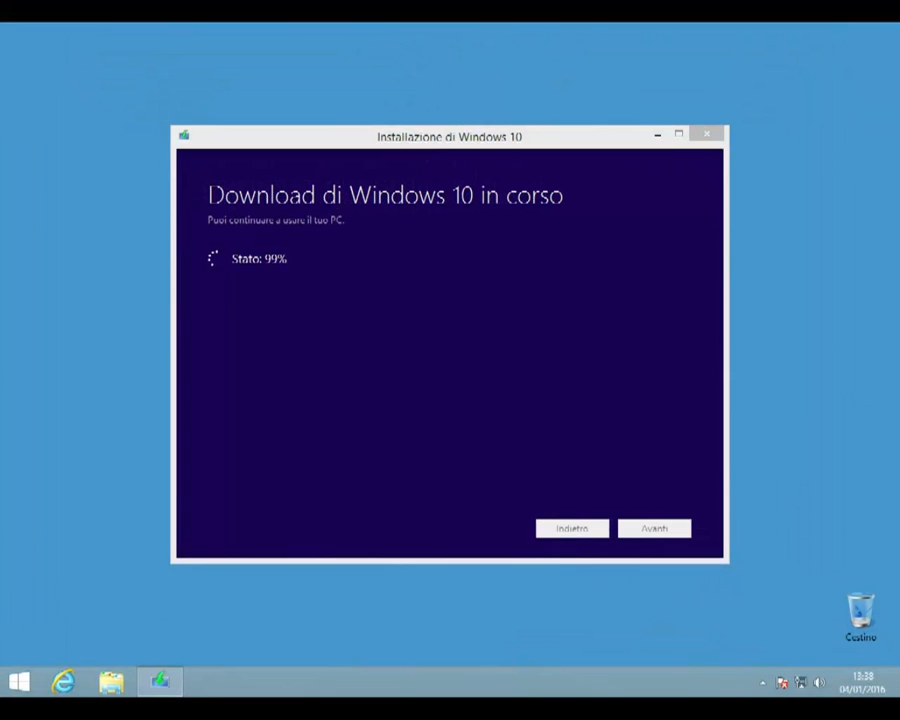 Installazione di Windows 10
Download di Windows 10 in corso
Puoi continuare a usare il tuo PC.
Stato: 99%
Indietro
Avanti
Cestino
13:38
04/01/2016